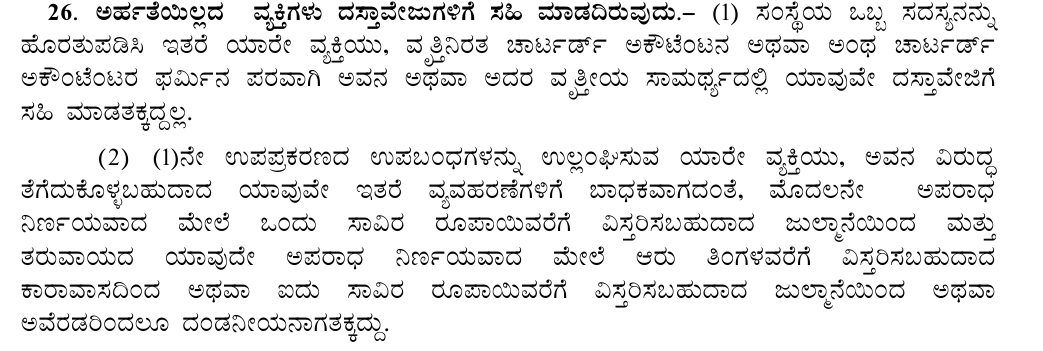 26. ಅರ್ಹತೆಯಿಲ್ಲದ ವ್ಯಕ್ತಿಗಳು ದಸ್ತಾವೇಜುಗಳಿಗೆ ಸಹಿ ಮಾಡದಿರುವುದು.– (1) ಸಂಸ್ಥೆಯ ಒಬ್ಬ ಸದಸ್ಯನನ್ನು
ಹೊರತುಪಡಿಸಿ ಇತರೆ ಯಾರೇ ವ್ಯಕ್ತಿಯು, ವೃತ್ತಿನಿರತ ಚಾರ್ಟರ್ಡ್ ಅಕೌಟೆಂಟನ ಅಥವಾ ಅಂಥ ಚಾರ್ಟರ್ಡ್
ಅಕೌಂಟೆಂಟರ ಫರ್ಮಿನ ಪರವಾಗಿ ಅವನ ಅಥವಾ ಅದರ ವೃತ್ತೀಯ ಸಾಮರ್ಥ್ಯದಲ್ಲಿ ಯಾವುವೇ ದಸ್ತಾವೇಜಿಗೆ
ಸಹಿ ಮಾಡತಕ್ಕದ್ದಲ್ಲ.
(2) (1)ನೇ ಉಪಪ್ರಕರಣದ ಉಪಬಂಧಗಳನ್ನು ಉಲ್ಲಂಘಿಸುವ ಯಾರೇ ವ್ಯಕ್ತಿಯು, ಅವನ ವಿರುದ್ಧ
ತೆಗೆದುಕೊಳ್ಳಬಹುದಾದ ಯಾವುವೇ ಇತರೆ ವ್ಯವಹರಣೆಗಳಿಗೆ ಬಾಧಕವಾಗದಂತೆ, ಮೊದಲನೇ ಅಪರಾಧ
ನಿರ್ಣಯವಾದ ಮೇಲೆ ಒಂದು ಸಾವಿರ ರೂಪಾಯಿವರೆಗೆ ವಿಸ್ತರಿಸಬಹುದಾದ ಜುಲ್ಮಾನೆಯಿಂದ ಮತ್ತು
ತರುವಾಯದ ಯಾವುದೇ ಅಪರಾಧ ನಿರ್ಣಯವಾದ ಮೇಲೆ ಆರು ತಿಂಗಳವರೆಗೆ ವಿಸ್ತರಿಸಬಹುದಾದ
ಕಾರಾವಾಸದಿಂದ ಅಥವಾ ಐದು ಸಾವಿರ ರೂಪಾಯಿವರೆಗೆ ವಿಸ್ತರಿಸಬಹುದಾದ ಜುಲ್ಮಾನೆಯಿಂದ ಅಥವಾ
ಅವೆರಡರಿಂದಲೂ ದಂಡನೀಯನಾಗತಕ್ಕದ್ದು.